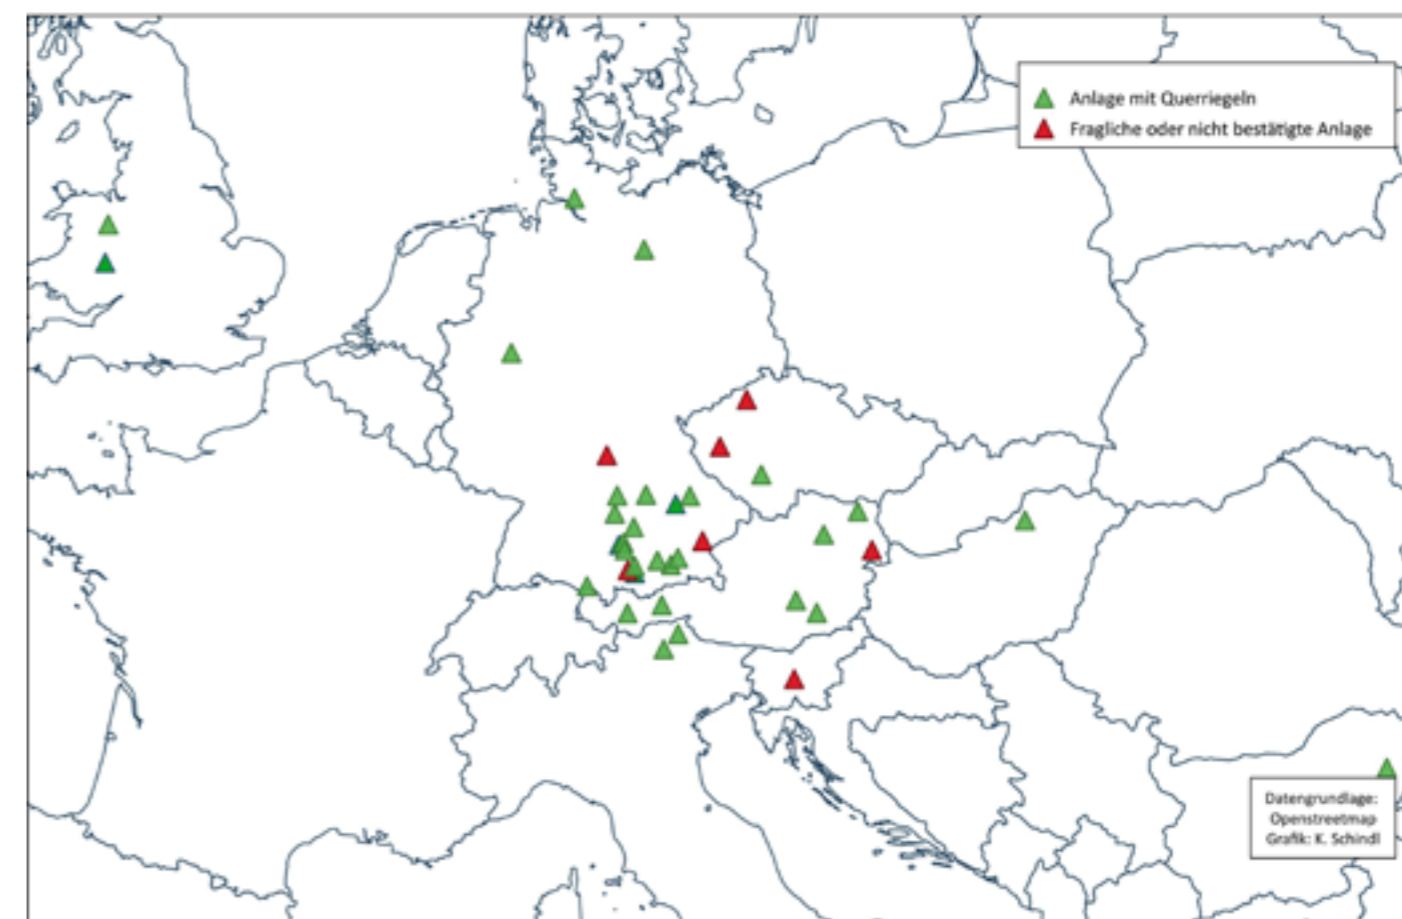 Anlage mit Querriegeln
Fragliche oder nicht bestätigte Anlage
Datengrundlage:
Openstreetmap
Grafik: K. Schindl